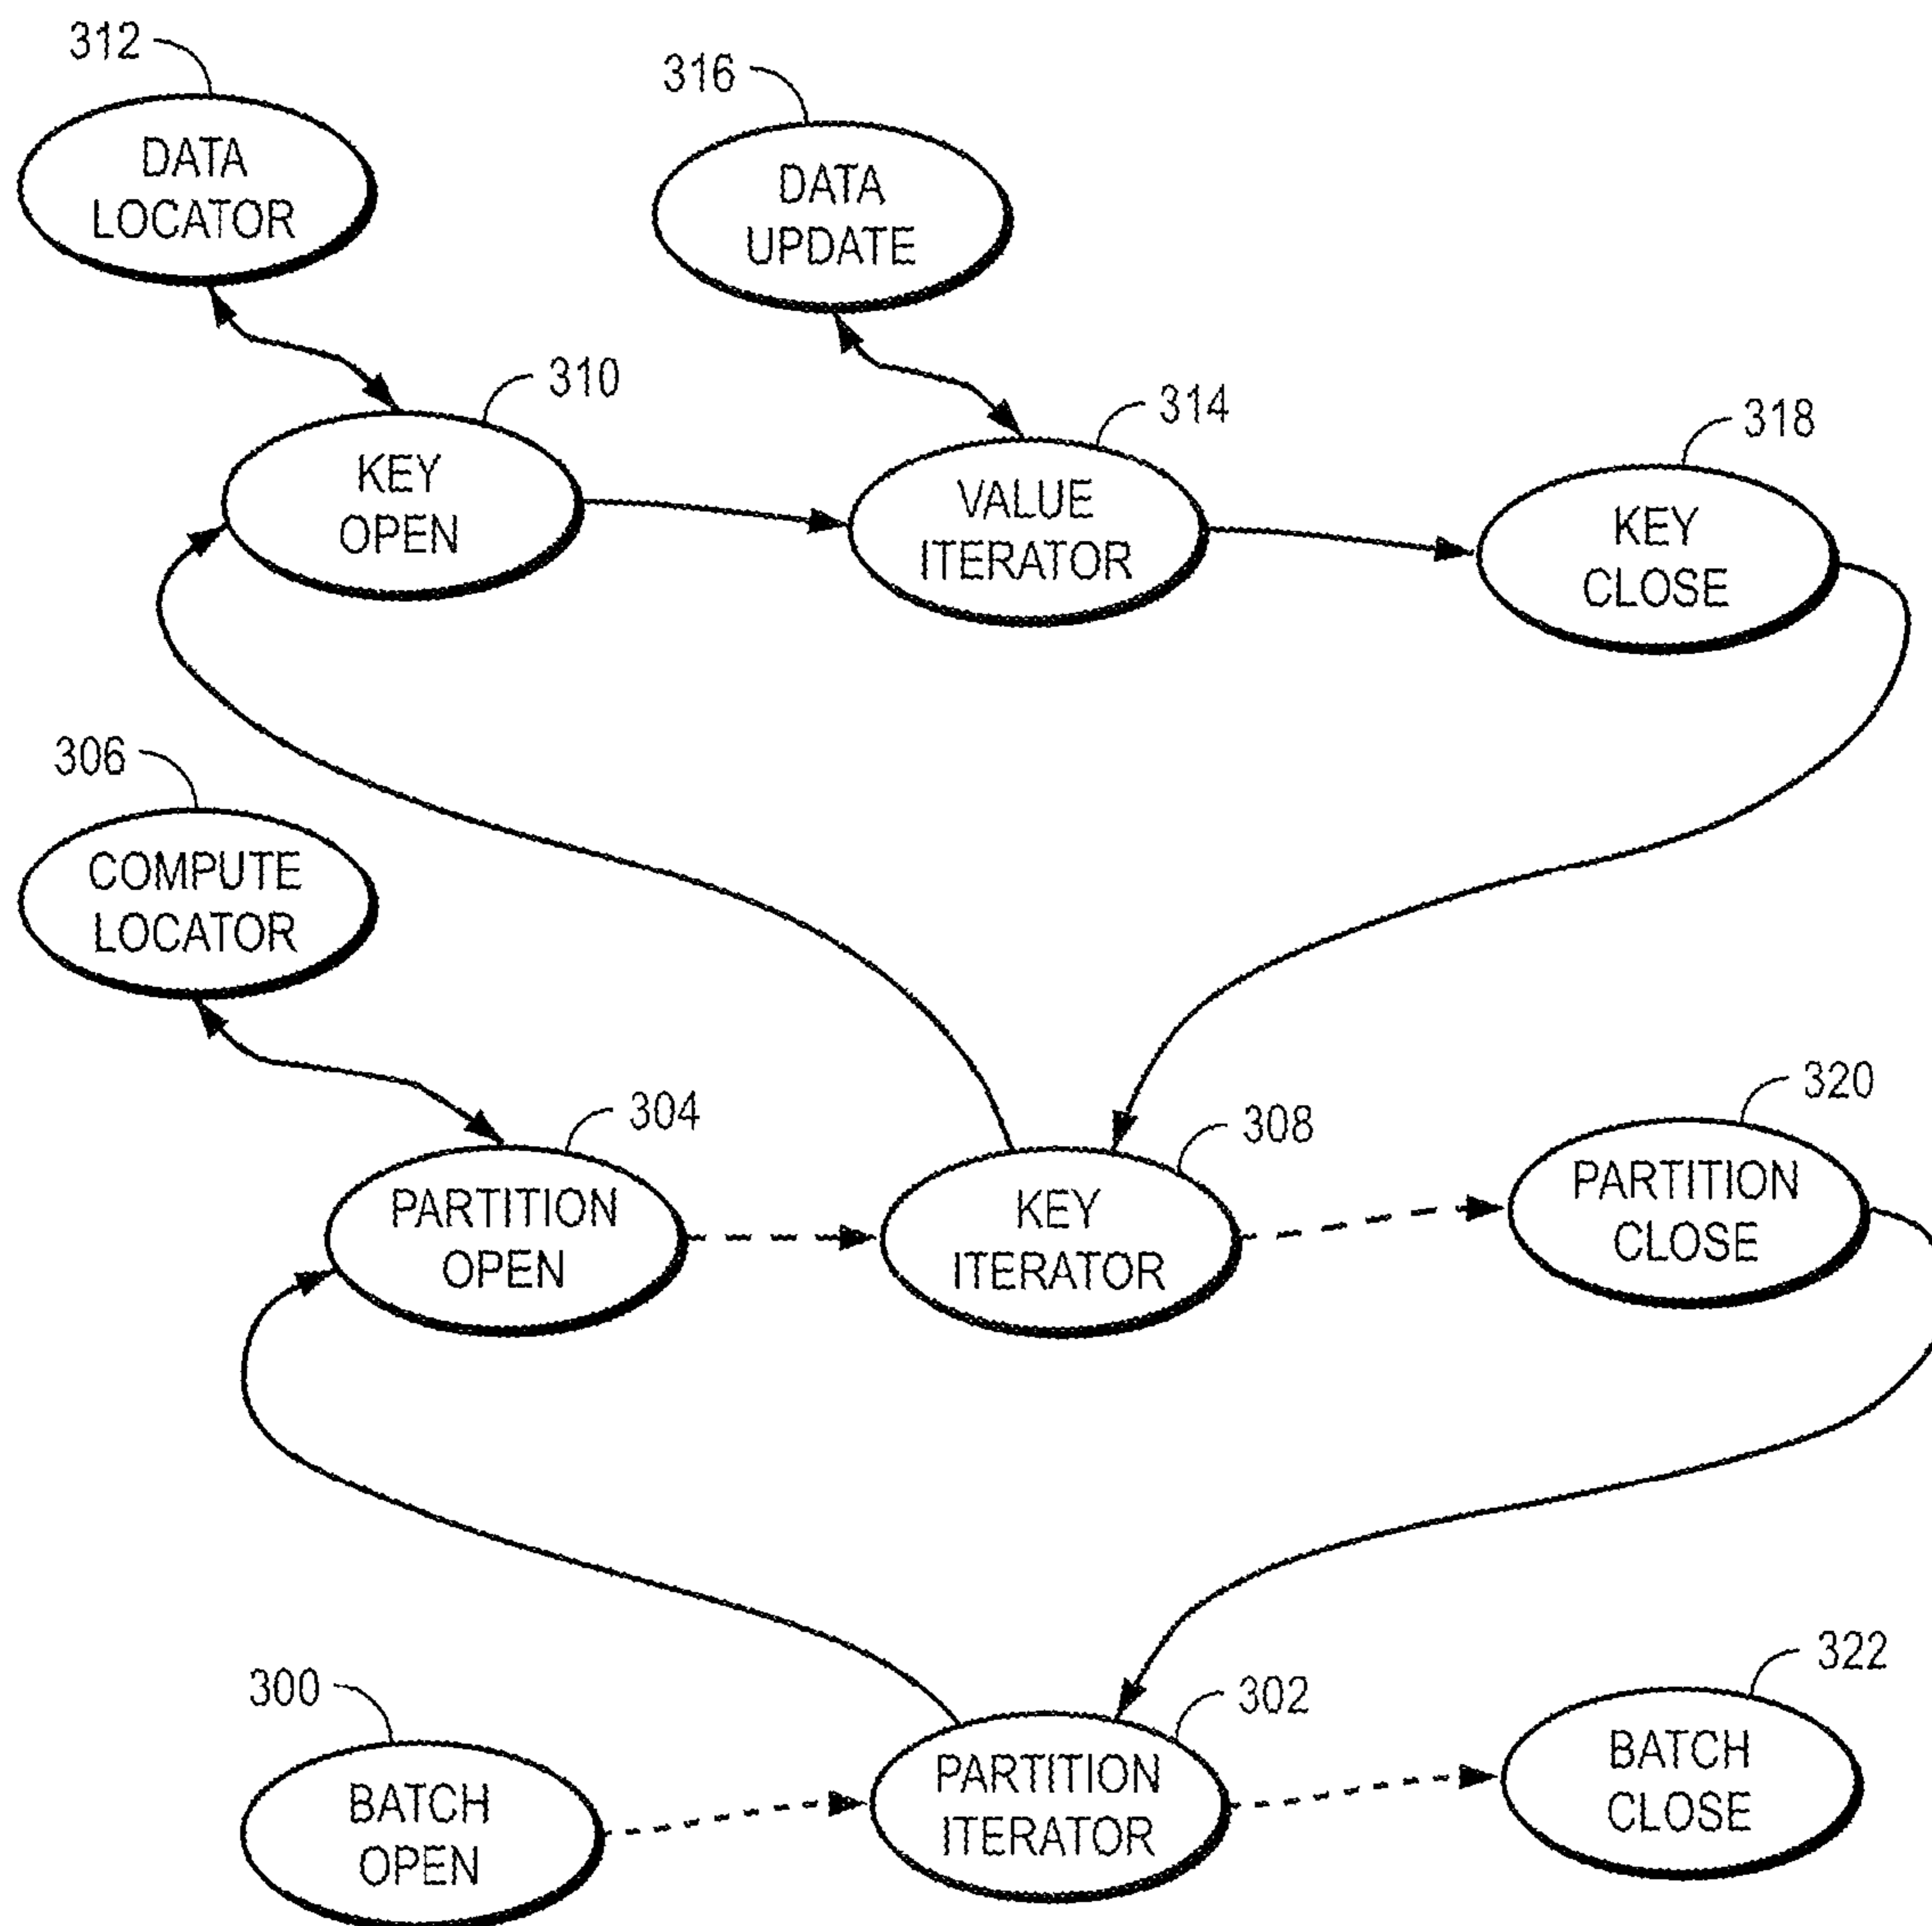 312
DATA
LOCATOR
316
DATA
UPDATE
310
KEY
OPEN
314
VALUE
ITERATOR
318
KEY
CLOSE
306
COMPUTE
LOCATOR
304
PARTITION
OPEN
308
KEY
ITERATOR
320
PARTITION
CLOSE
300
BATCH
OPEN
302
PARTITION
ITERATOR
322
BATCH
CLOSE